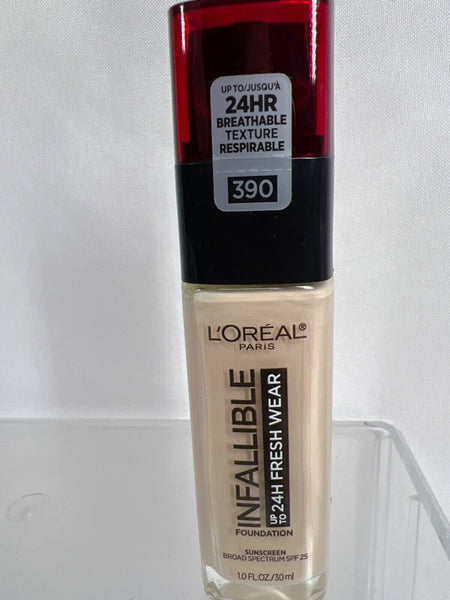 UP TO/JUSQU'À
24HR
BREATHABLE
TEXTURE
RESPIRABLE
390
L'ORÉAL®
PARIS
INFALLIBLE
UP TO 24H FRESH WEAR
FOUNDATION
SUNSCREEN
BROAD SPECTRUM SPF 25
1.0 FL.OZ./30ml